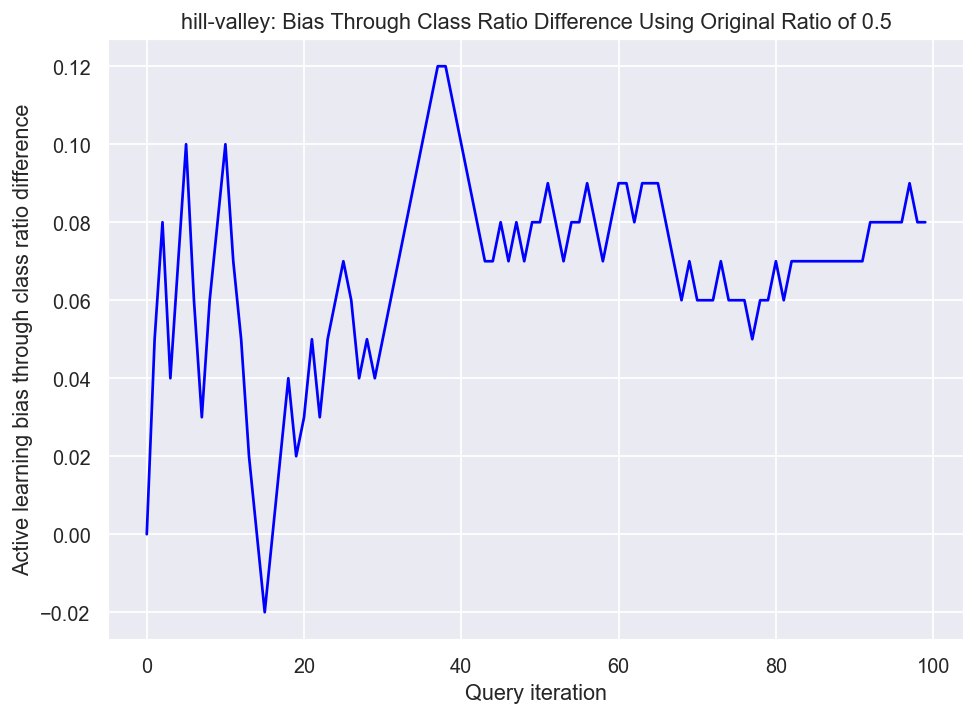 hill-valley: Bias Through Class Ratio Difference Using Original Ratio of 0.5
Active learning bias through class ratio difference
0.12
0.10
0.08
0.06
0.04
0.02
0.00
−0.02
0 20 40 60 80 100
Query iteration